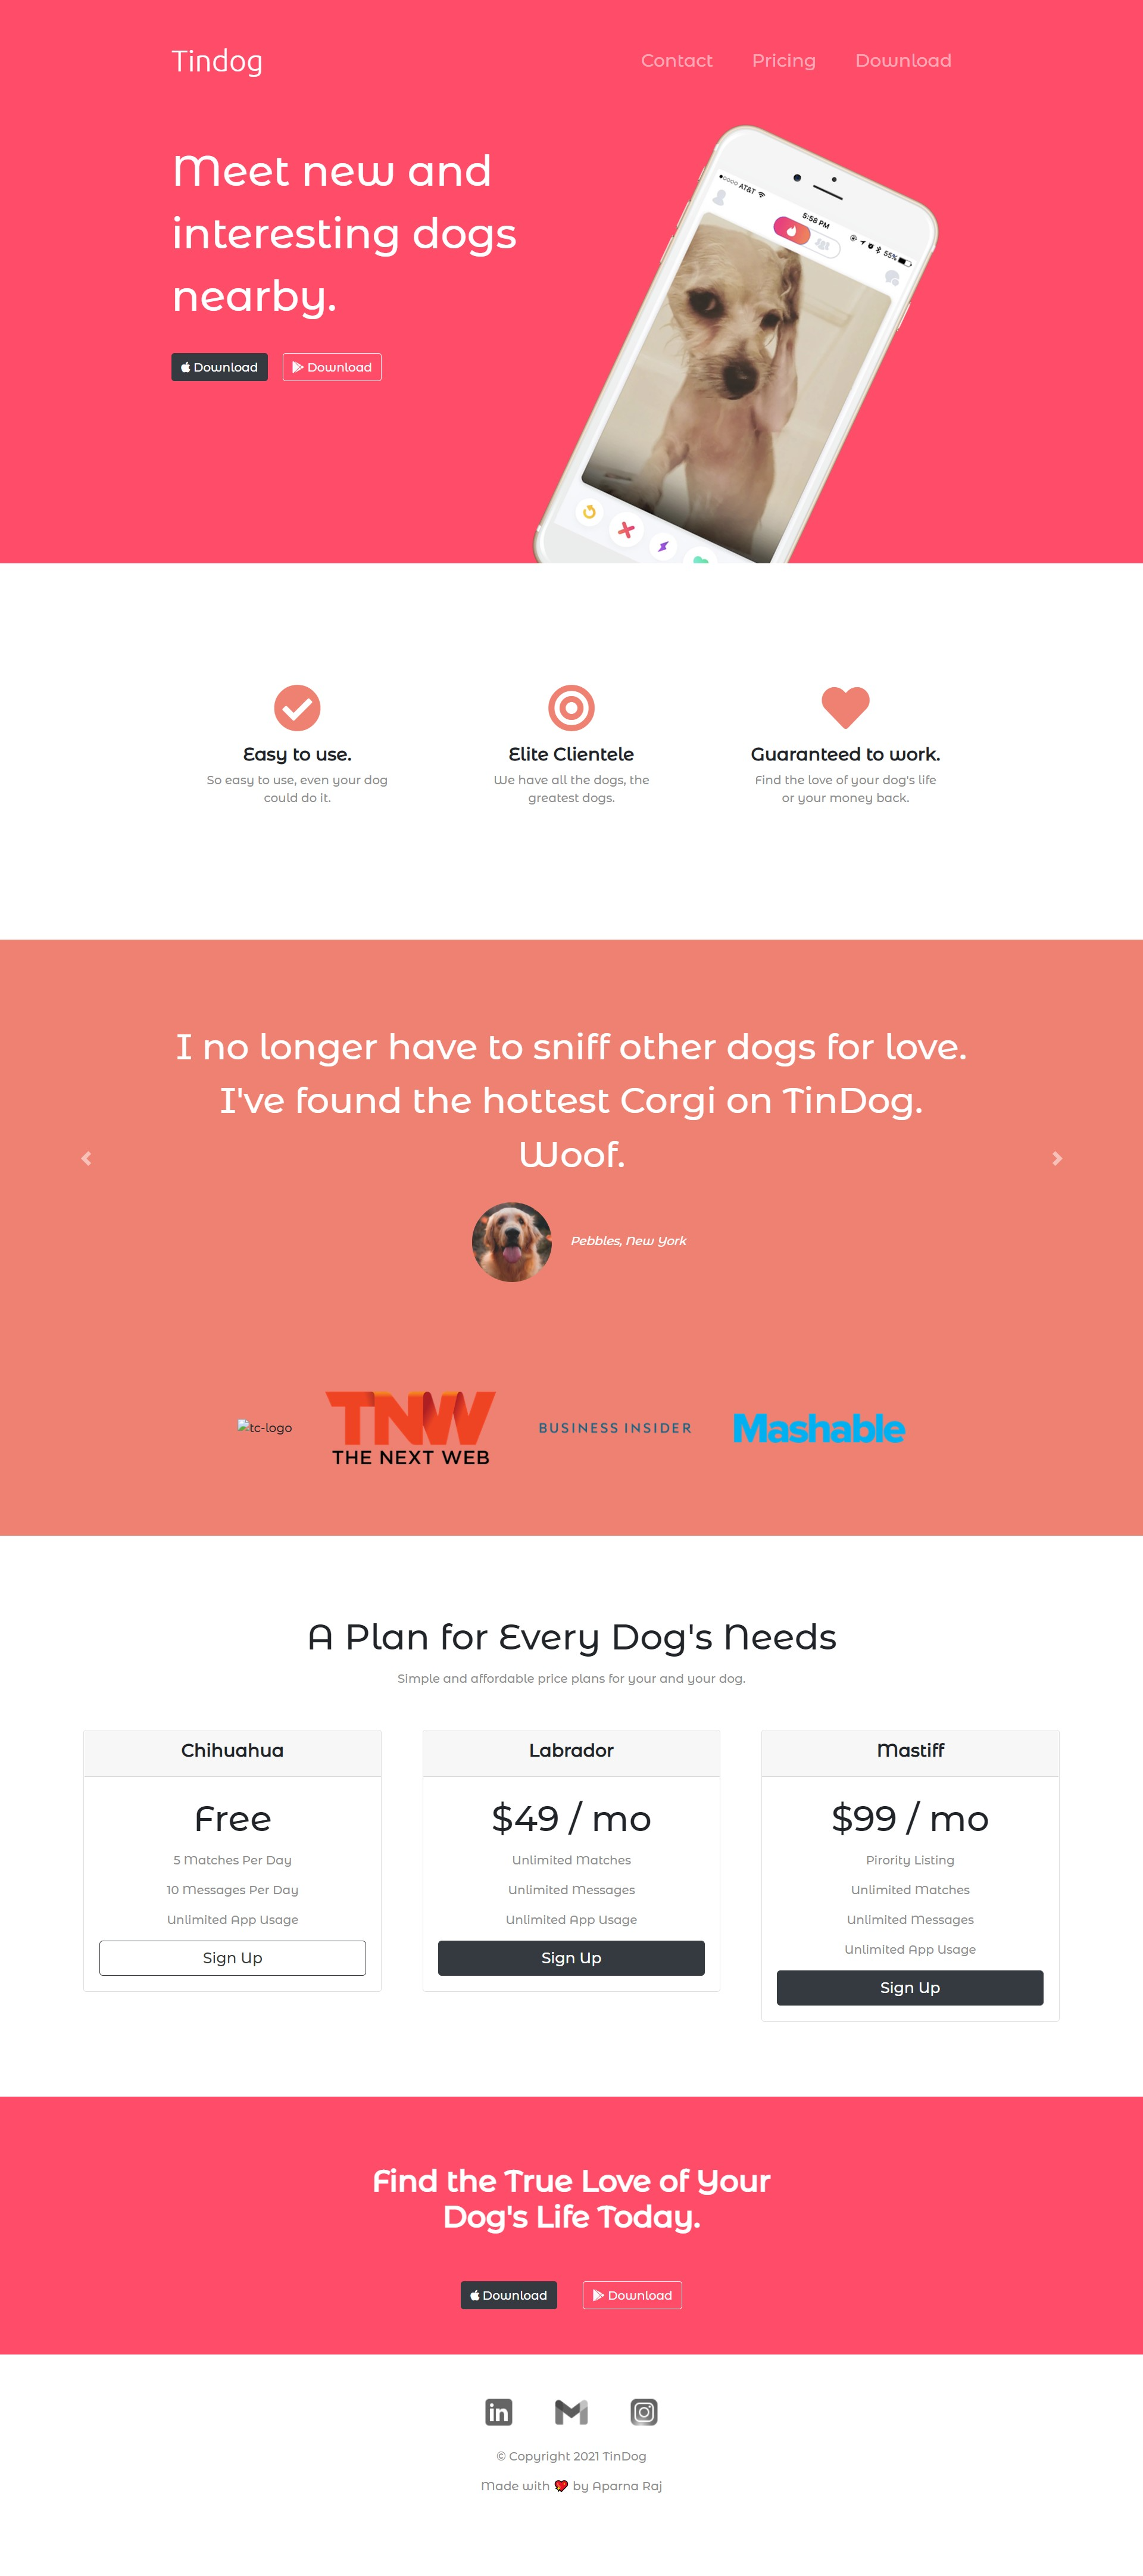 Tindog
Contact Pricing Download
Meet new and
interesting dogs
nearby.
Download Download
AT&T
5:58 PM
55%
Easy to use.
So easy to use, even your dog
could do it.
Elite Clientele
We have all the dogs, the
greatest dogs.
Guaranteed to work.
Find the love of your dog's life
or your money back.
I no longer have to sniff other dogs for love.
I've found the hottest Corgi on TinDog.
Woof.
Pebbles, New York
tc-logo
TNW
THE NEXT WEB
BUSINESS INSIDER
Mashable
A Plan for Every Dog's Needs
Simple and affordable price plans for your and your dog.
Chihuahua
Free
5 Matches Per Day
10 Messages Per Day
Unlimited App Usage
Sign Up
Labrador
$49 / mo
Unlimited Matches
Unlimited Messages
Unlimited App Usage
Sign Up
Mastiff
$99 / mo
Pirority Listing
Unlimited Matches
Unlimited Messages
Unlimited App Usage
Sign Up
Find the True Love of Your
Dog's Life Today.
Download Download
in
© Copyright 2021 TinDog
Made with ❤ by Aparna Raj